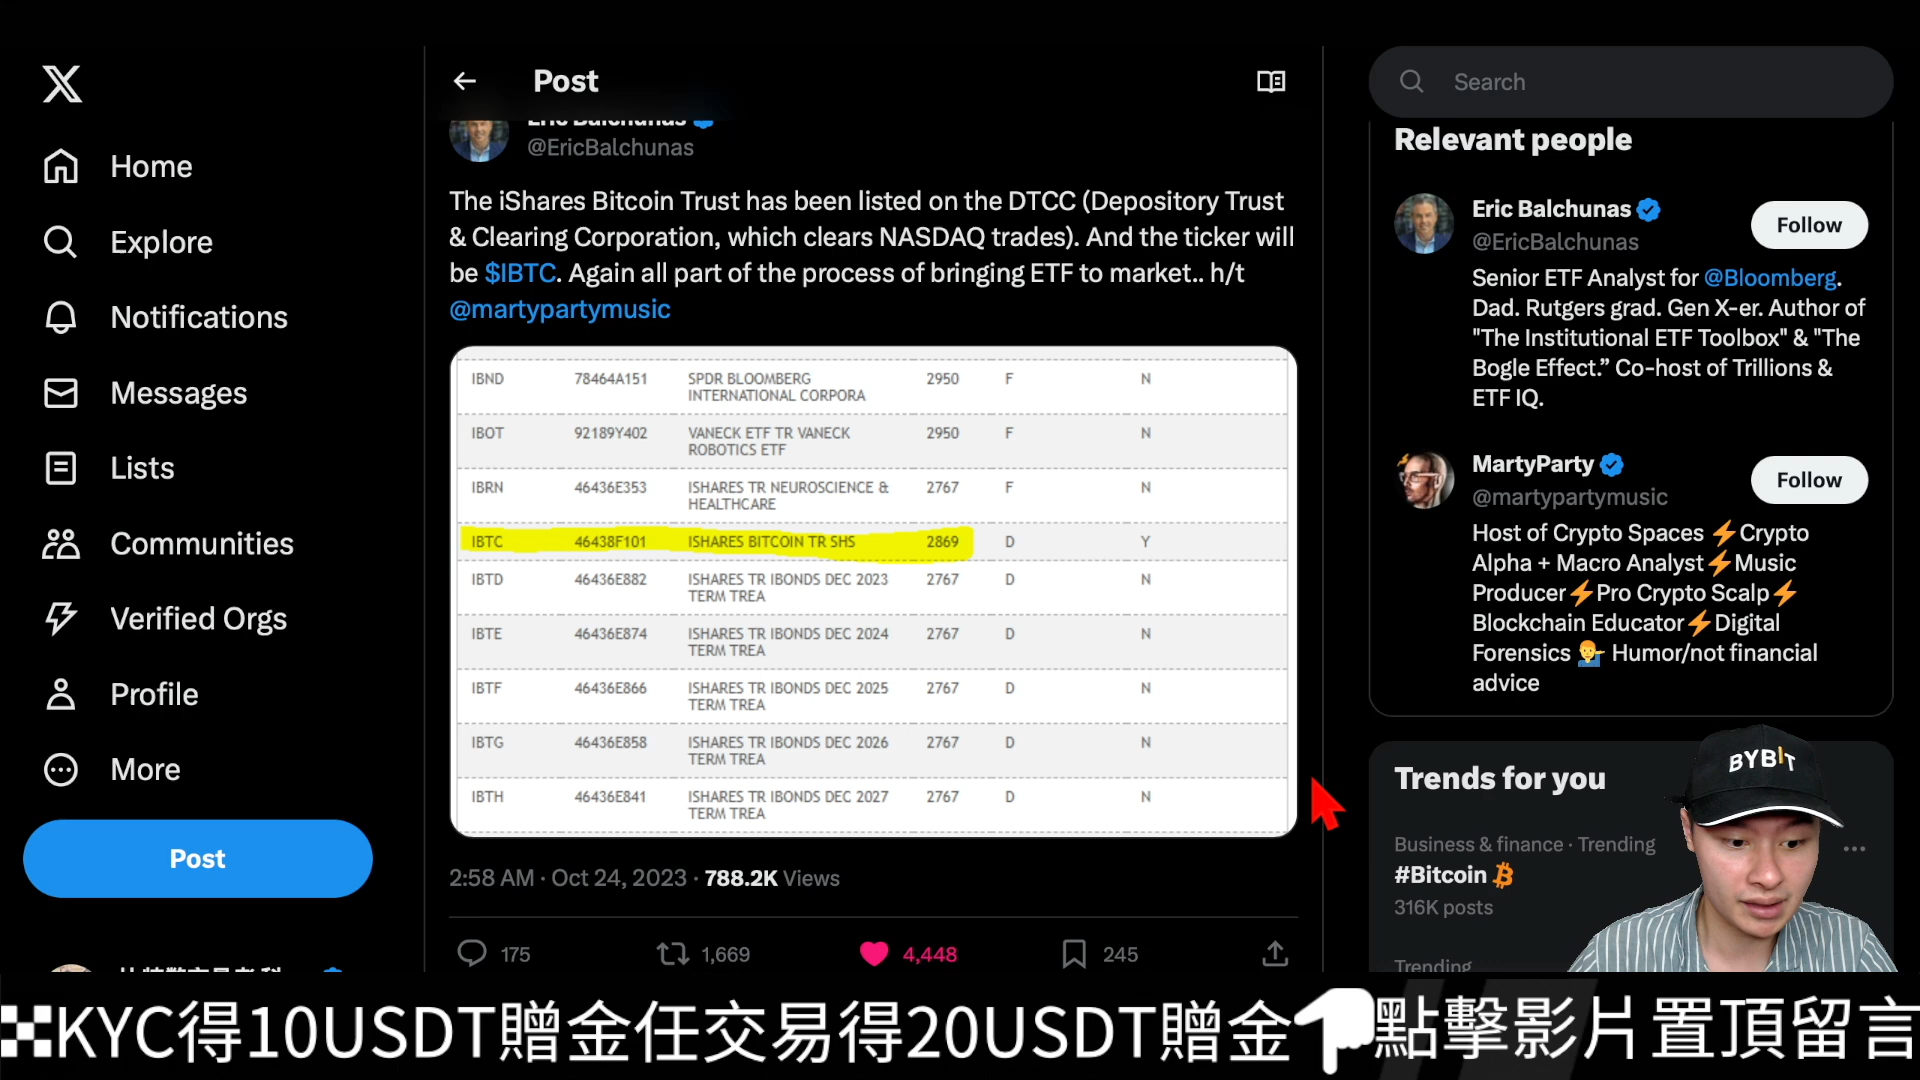 Post
Search
Home
Explore
Notifications
Messages
Lists
Communities
Verified Orgs
Profile
More
Post
Eric Balchunas
@EricBalchunas
The iShares Bitcoin Trust has been listed on the DTCC (Depository Trust
& Clearing Corporation, which clears NASDAQ trades). And the ticker will
be $IBTC. Again all part of the process of bringing ETF to market.. h/t
@martypartymusic
IBND 78464A151 SPDR BLOOMBERG INTERNATIONAL CORPORA 2950 F N
IBOT 92189Y402 VANECK ETF TR VANECK ROBOTICS ETF 2950 F N
IBRN 46436E353 ISHARES TR NEUROSCIENCE & HEALTHCARE 2767 F N
IBTC 46438F101 ISHARES BITCOIN TR SHS 2869 D Y
IBTD 46436E882 ISHARES TR IBONDS DEC 2023 TERM TREA 2767 D N
IBTE 46436E874 ISHARES TR IBONDS DEC 2024 TERM TREA 2767 D N
IBTF 46436E866 ISHARES TR IBONDS DEC 2025 TERM TREA 2767 D N
IBTG 46436E858 ISHARES TR IBONDS DEC 2026 TERM TREA 2767 D N
IBTH 46436E841 ISHARES TR IBONDS DEC 2027 TERM TREA 2767 D N
2:58 AM · Oct 24, 2023 · 788.2K Views
175 1,669 4,448 245
Relevant people
Eric Balchunas
@EricBalchunas
Follow
Senior ETF Analyst for @Bloomberg.
Dad. Rutgers grad. Gen X-er. Author of
"The Institutional ETF Toolbox" & "The
Bogle Effect.” Co-host of Trillions &
ETF IQ.
MartyParty
@martypartymusic
Follow
Host of Crypto Spaces ⚡Crypto
Alpha + Macro Analyst⚡Music
Producer⚡Pro Crypto Scalp⚡
Blockchain Educator⚡Digital
Forensics 💁‍♂️ Humor/not financial
advice
Trends for you
Business & finance · Trending
#Bitcoin
316K posts
Trending
BYBIT
KYC得10USDT贈金任交易得20USDT贈金👇點擊影片置頂留言